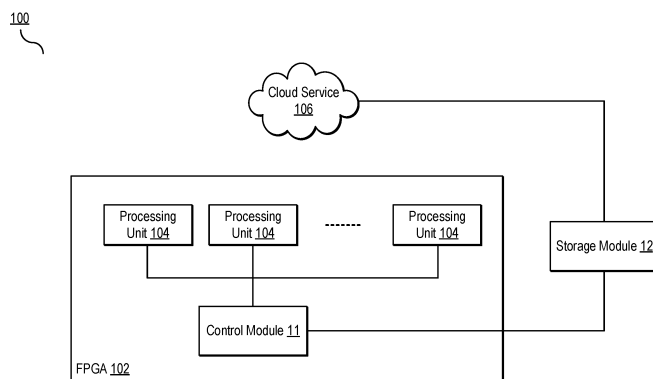 100
Cloud Service
106
Processing
Unit 104
Processing
Unit 104
Processing
Unit 104
Storage Module 12
Control Module 11
FPGA 102